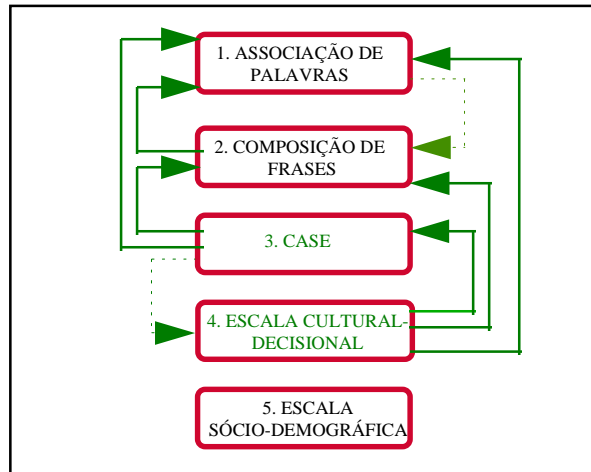 1. ASSOCIAÇÃO DE
PALAVRAS
2. COMPOSIÇÃO DE
FRASES
3. CASE
4. ESCALA CULTURAL-
DECISIONAL
5. ESCALA
SÓCIO-DEMOGRÁFICA